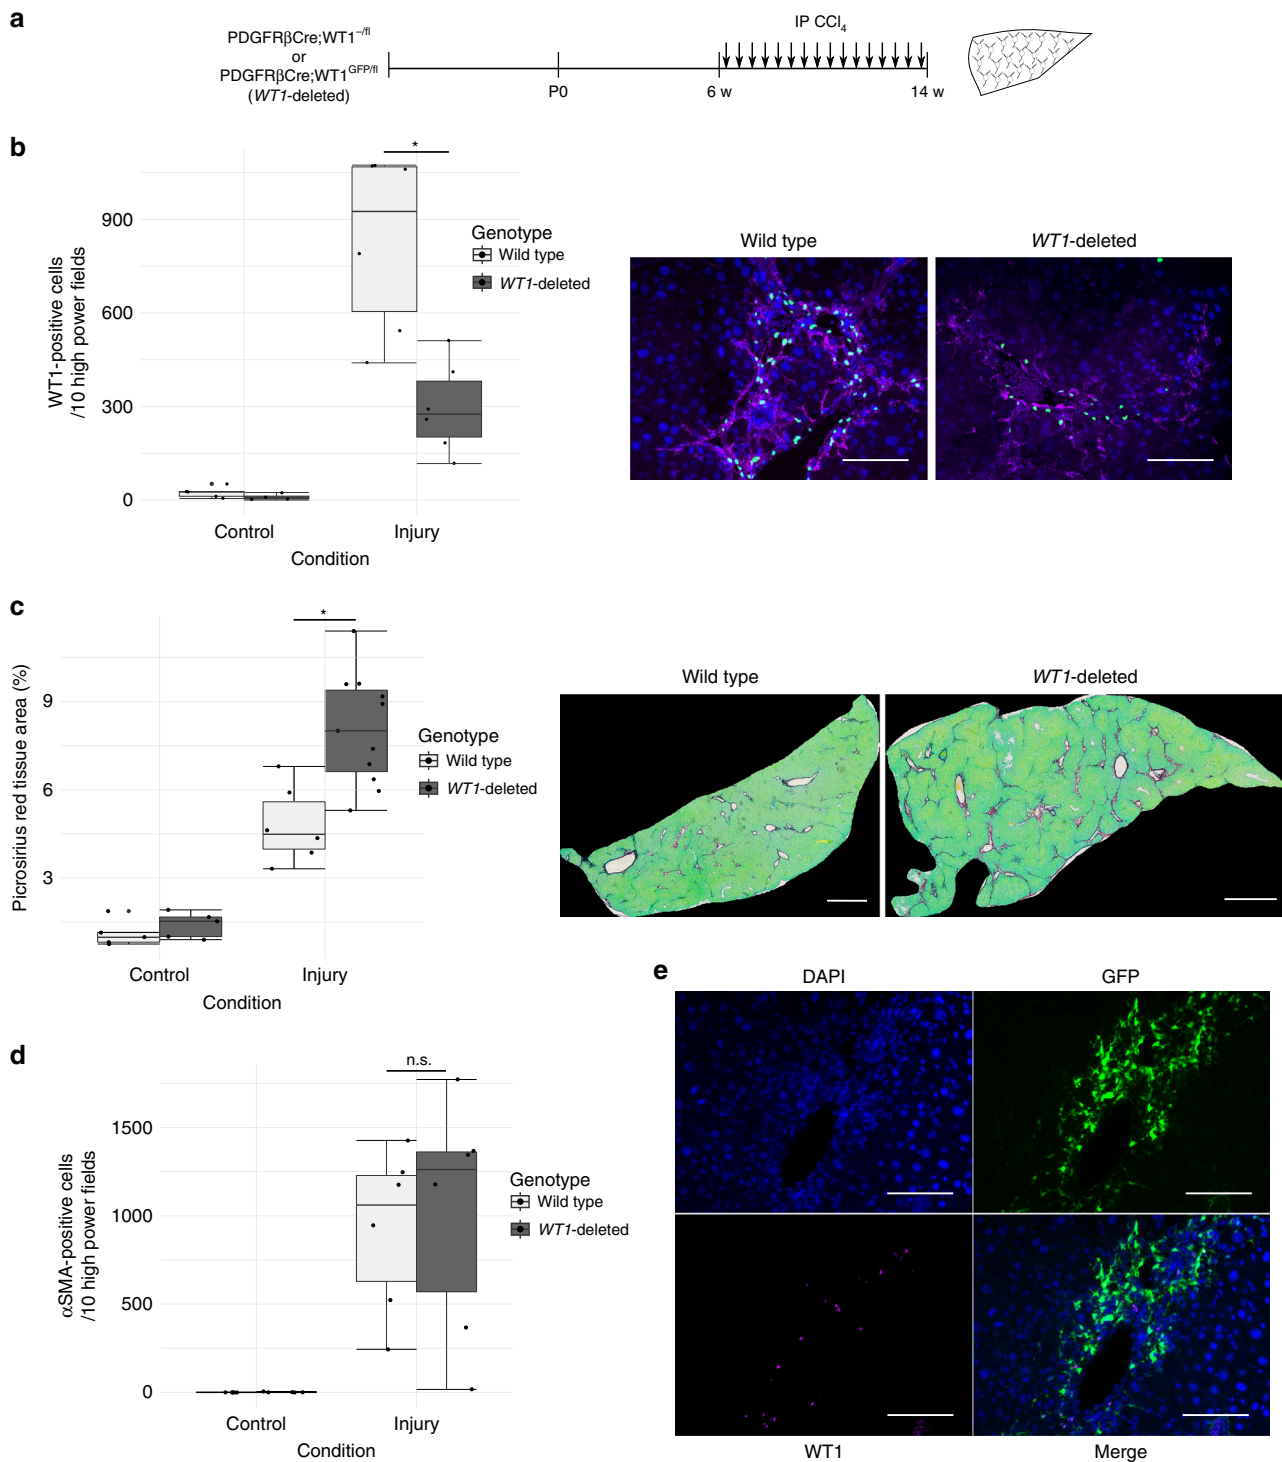 a
PDGFRβCre;WT1⁻/ᶠˡ
or
PDGFRβCre;WT1ᴳᶠᴾ/ᶠˡ
(WT1-deleted)
P0
IP CCl₄
6 w
14 w
b
WT1-positive cells
/10 high power fields
900
600
300
0
*
Control
Injury
Condition
Genotype
Wild type
WT1-deleted
Wild type
WT1-deleted
c
Picrosirius red tissue area (%)
9
6
3
*
Control
Injury
Condition
Genotype
Wild type
WT1-deleted
Wild type
WT1-deleted
d
αSMA-positive cells
/10 high power fields
1500
1000
500
0
n.s.
Control
Injury
Condition
Genotype
Wild type
WT1-deleted
e
DAPI
GFP
WT1
Merge